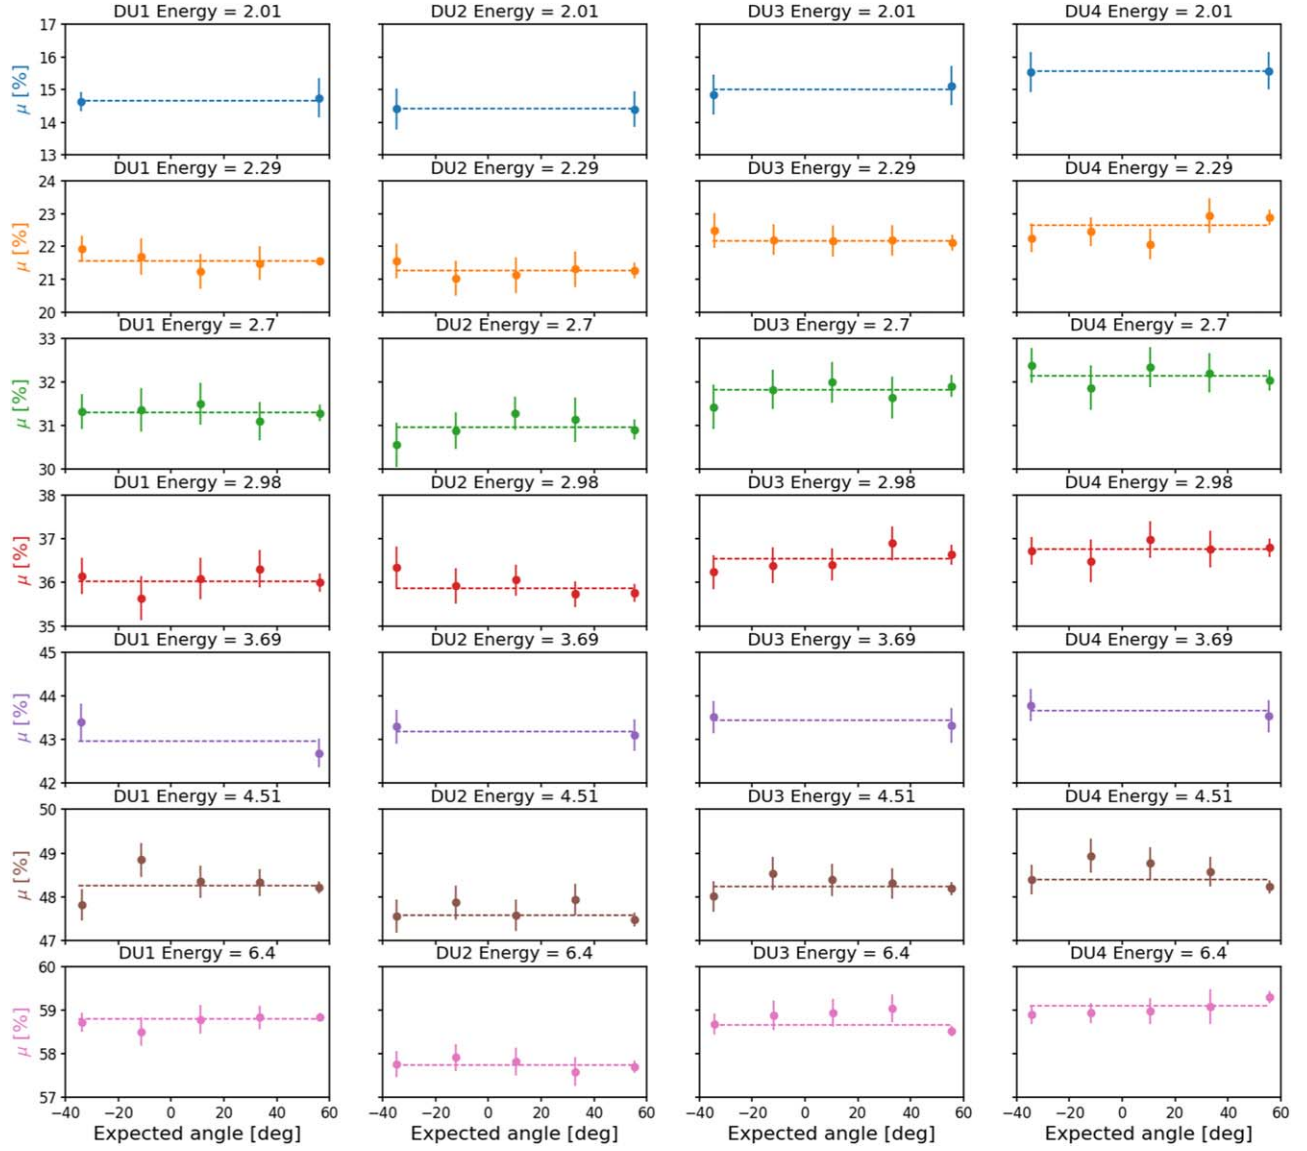 DU1 Energy = 2.01 DU2 Energy = 2.01 DU3 Energy = 2.01 DU4 Energy = 2.01
17
16
15
14
13
μ [%]
DU1 Energy = 2.29 DU2 Energy = 2.29 DU3 Energy = 2.29 DU4 Energy = 2.29
24
23
22
21
20
μ [%]
DU1 Energy = 2.7 DU2 Energy = 2.7 DU3 Energy = 2.7 DU4 Energy = 2.7
33
32
31
30
μ [%]
DU1 Energy = 2.98 DU2 Energy = 2.98 DU3 Energy = 2.98 DU4 Energy = 2.98
38
37
36
35
μ [%]
DU1 Energy = 3.69 DU2 Energy = 3.69 DU3 Energy = 3.69 DU4 Energy = 3.69
45
44
43
42
μ [%]
DU1 Energy = 4.51 DU2 Energy = 4.51 DU3 Energy = 4.51 DU4 Energy = 4.51
50
49
48
47
μ [%]
DU1 Energy = 6.4 DU2 Energy = 6.4 DU3 Energy = 6.4 DU4 Energy = 6.4
60
59
58
57
μ [%]
−40 −20 0 20 40 60 −40 −20 0 20 40 60 −40 −20 0 20 40 60 −40 −20 0 20 40 60
Expected angle [deg] Expected angle [deg] Expected angle [deg] Expected angle [deg]